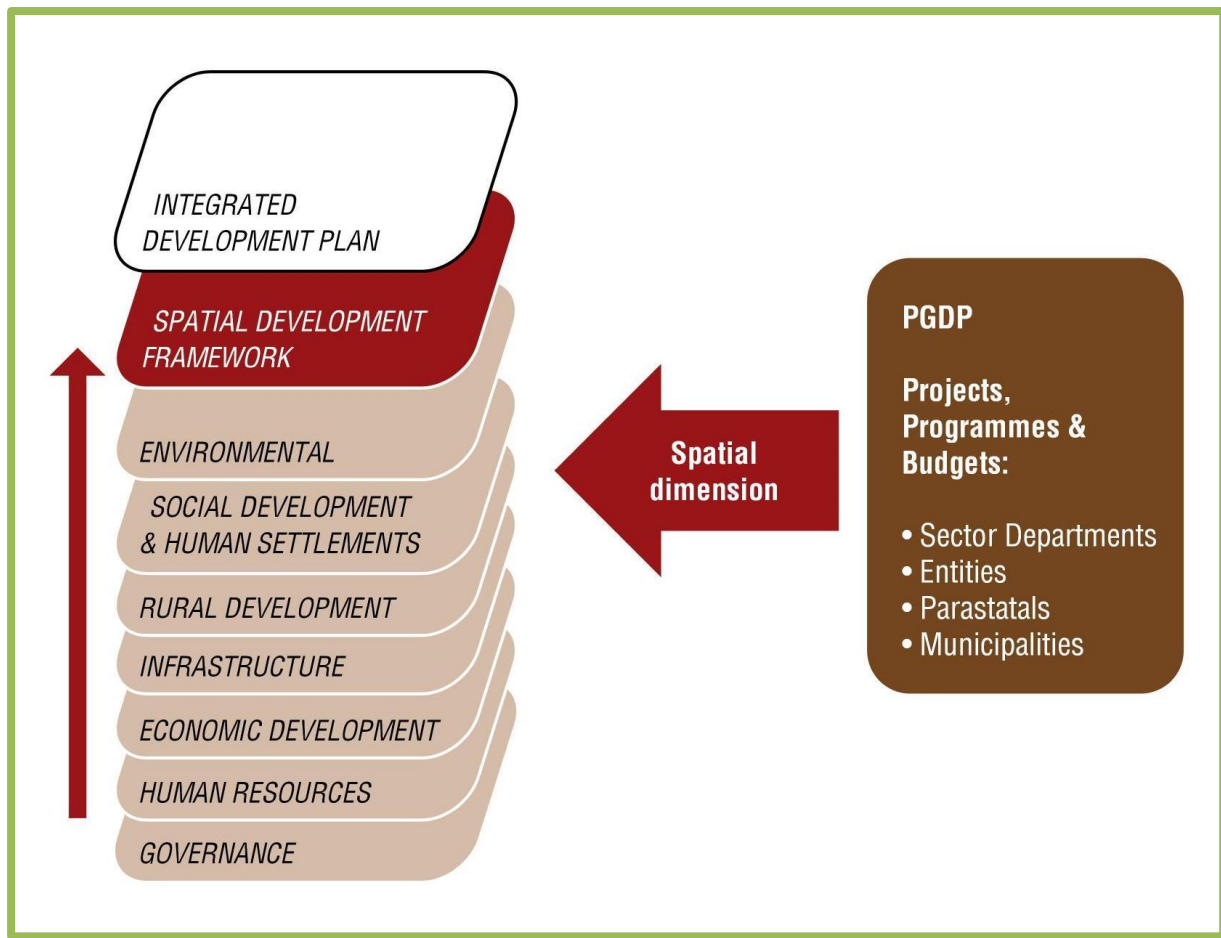 INTEGRATED
DEVELOPMENT PLAN
SPATIAL DEVELOPMENT
FRAMEWORK
ENVIRONMENTAL
SOCIAL DEVELOPMENT
& HUMAN SETTLEMENTS
RURAL DEVELOPMENT
INFRASTRUCTURE
ECONOMIC DEVELOPMENT
HUMAN RESOURCES
GOVERNANCE
Spatial
dimension
PGDP
Projects,
Programmes &
Budgets:
• Sector Departments
• Entities
• Parastatals
• Municipalities